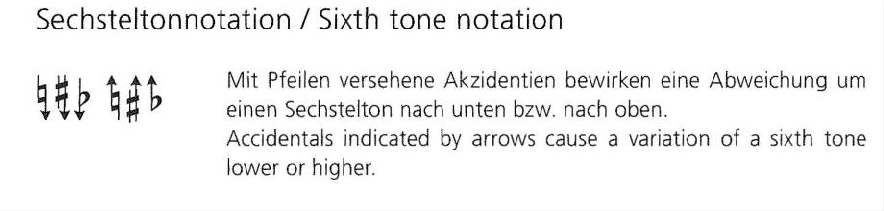 Sechsteltonnotation / Sixth tone notation
Mit Pfeilen versehene Akzidentien bewirken eine Abweichung um
einen Sechstelton nach unten bzw. nach oben.
Accidentals indicated by arrows cause a variation of a sixth tone
lower or higher.